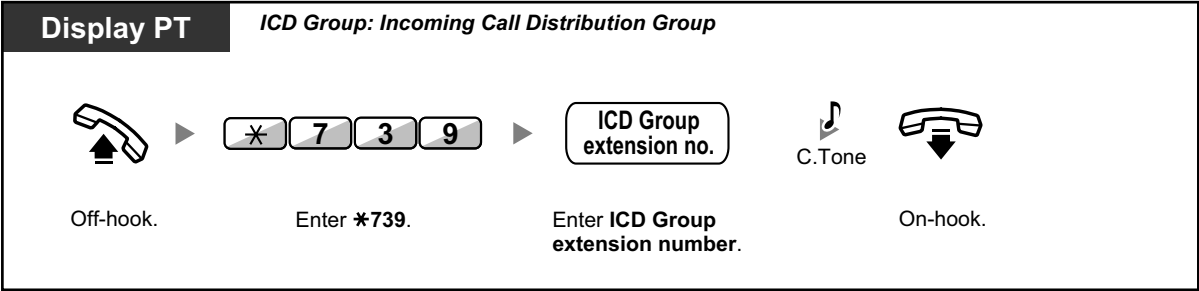 Display PT
ICD Group: Incoming Call Distribution Group
✳ 7 3 9
ICD Group
extension no.
C.Tone
Off-hook.
Enter ✳739.
Enter ICD Group
extension number.
On-hook.